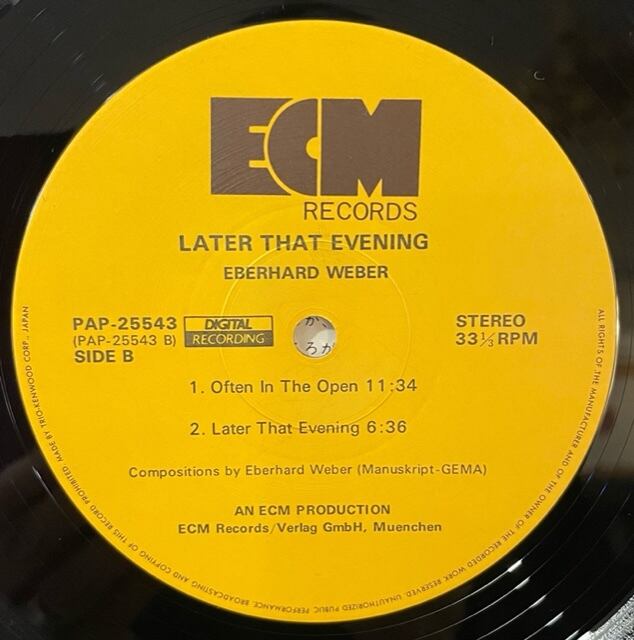 ECM
RECORDS
LATER THAT EVENING
EBERHARD WEBER
PAP-25543
(PAP-25543 B)
SIDE B
DIGITAL
RECORDING
STEREO
33 1/3 RPM
か
ろか
1. Often In The Open 11:34
2. Later That Evening 6:36
Compositions by Eberhard Weber (Manuskript-GEMA)
AN ECM PRODUCTION
ECM Records/Verlag GmbH, Muenchen
ALL RIGHTS OF THE MANUFACTURER AND OF THE OWNER OF THE RECORDED WORK RESERVED. UNAUTHORIZED PUBLIC PERFORMANCE, BROADCASTING AND COPYING OF THIS RECORD PROHIBITED. MADE BY TRIO-KENWOOD CORP., JAPAN